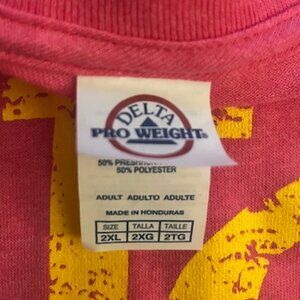 DELTA
PRO WEIGHT®
50% POLYESTER
ADULT ADULTO ADULTE
MADE IN HONDURAS
SIZE TALLA TAILLE
2XL 2XG 2TG